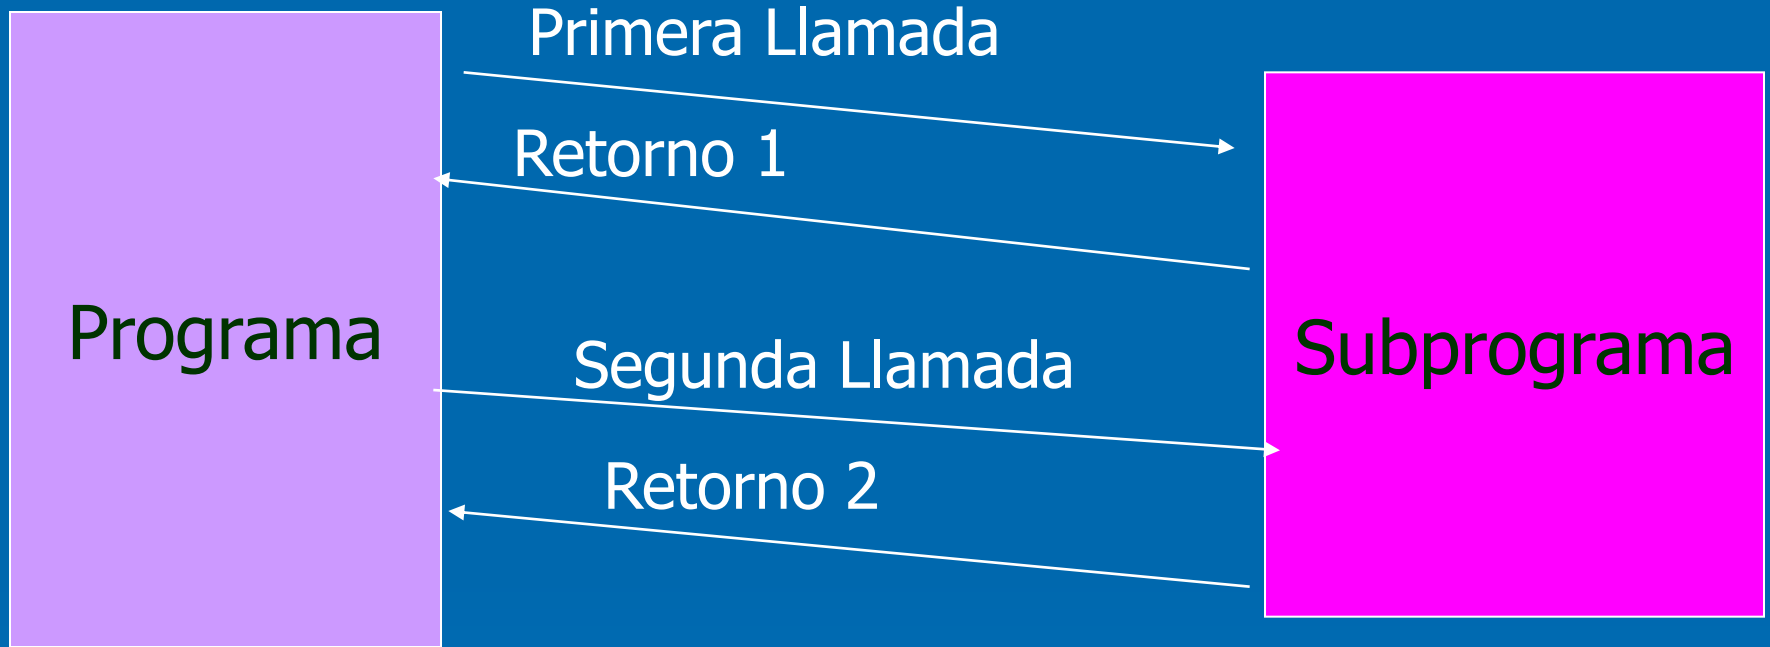 Primera Llamada
Retorno 1
Programa
Subprograma
Segunda Llamada
Retorno 2